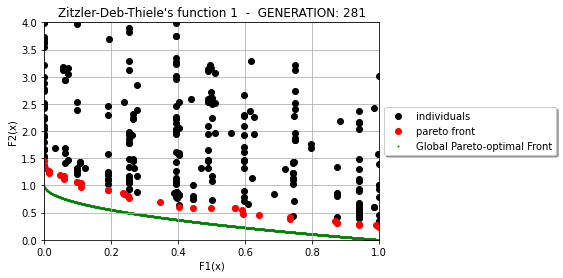 Zitzler-Deb-Thiele's function 1 - GENERATION: 281
4.0
3.5
3.0
2.5
2.0
1.5
1.0
0.5
0.0
F2(x)
0.0 0.2 0.4 0.6 0.8 1.0
F1(x)
individuals
pareto front
Global Pareto-optimal Front